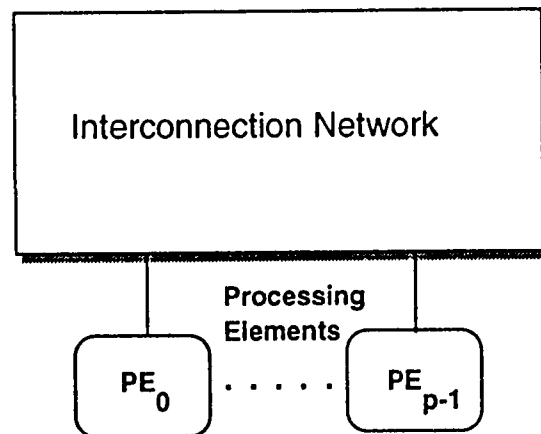 Interconnection Network
Processing
Elements
PE0 . . . . . PEp-1